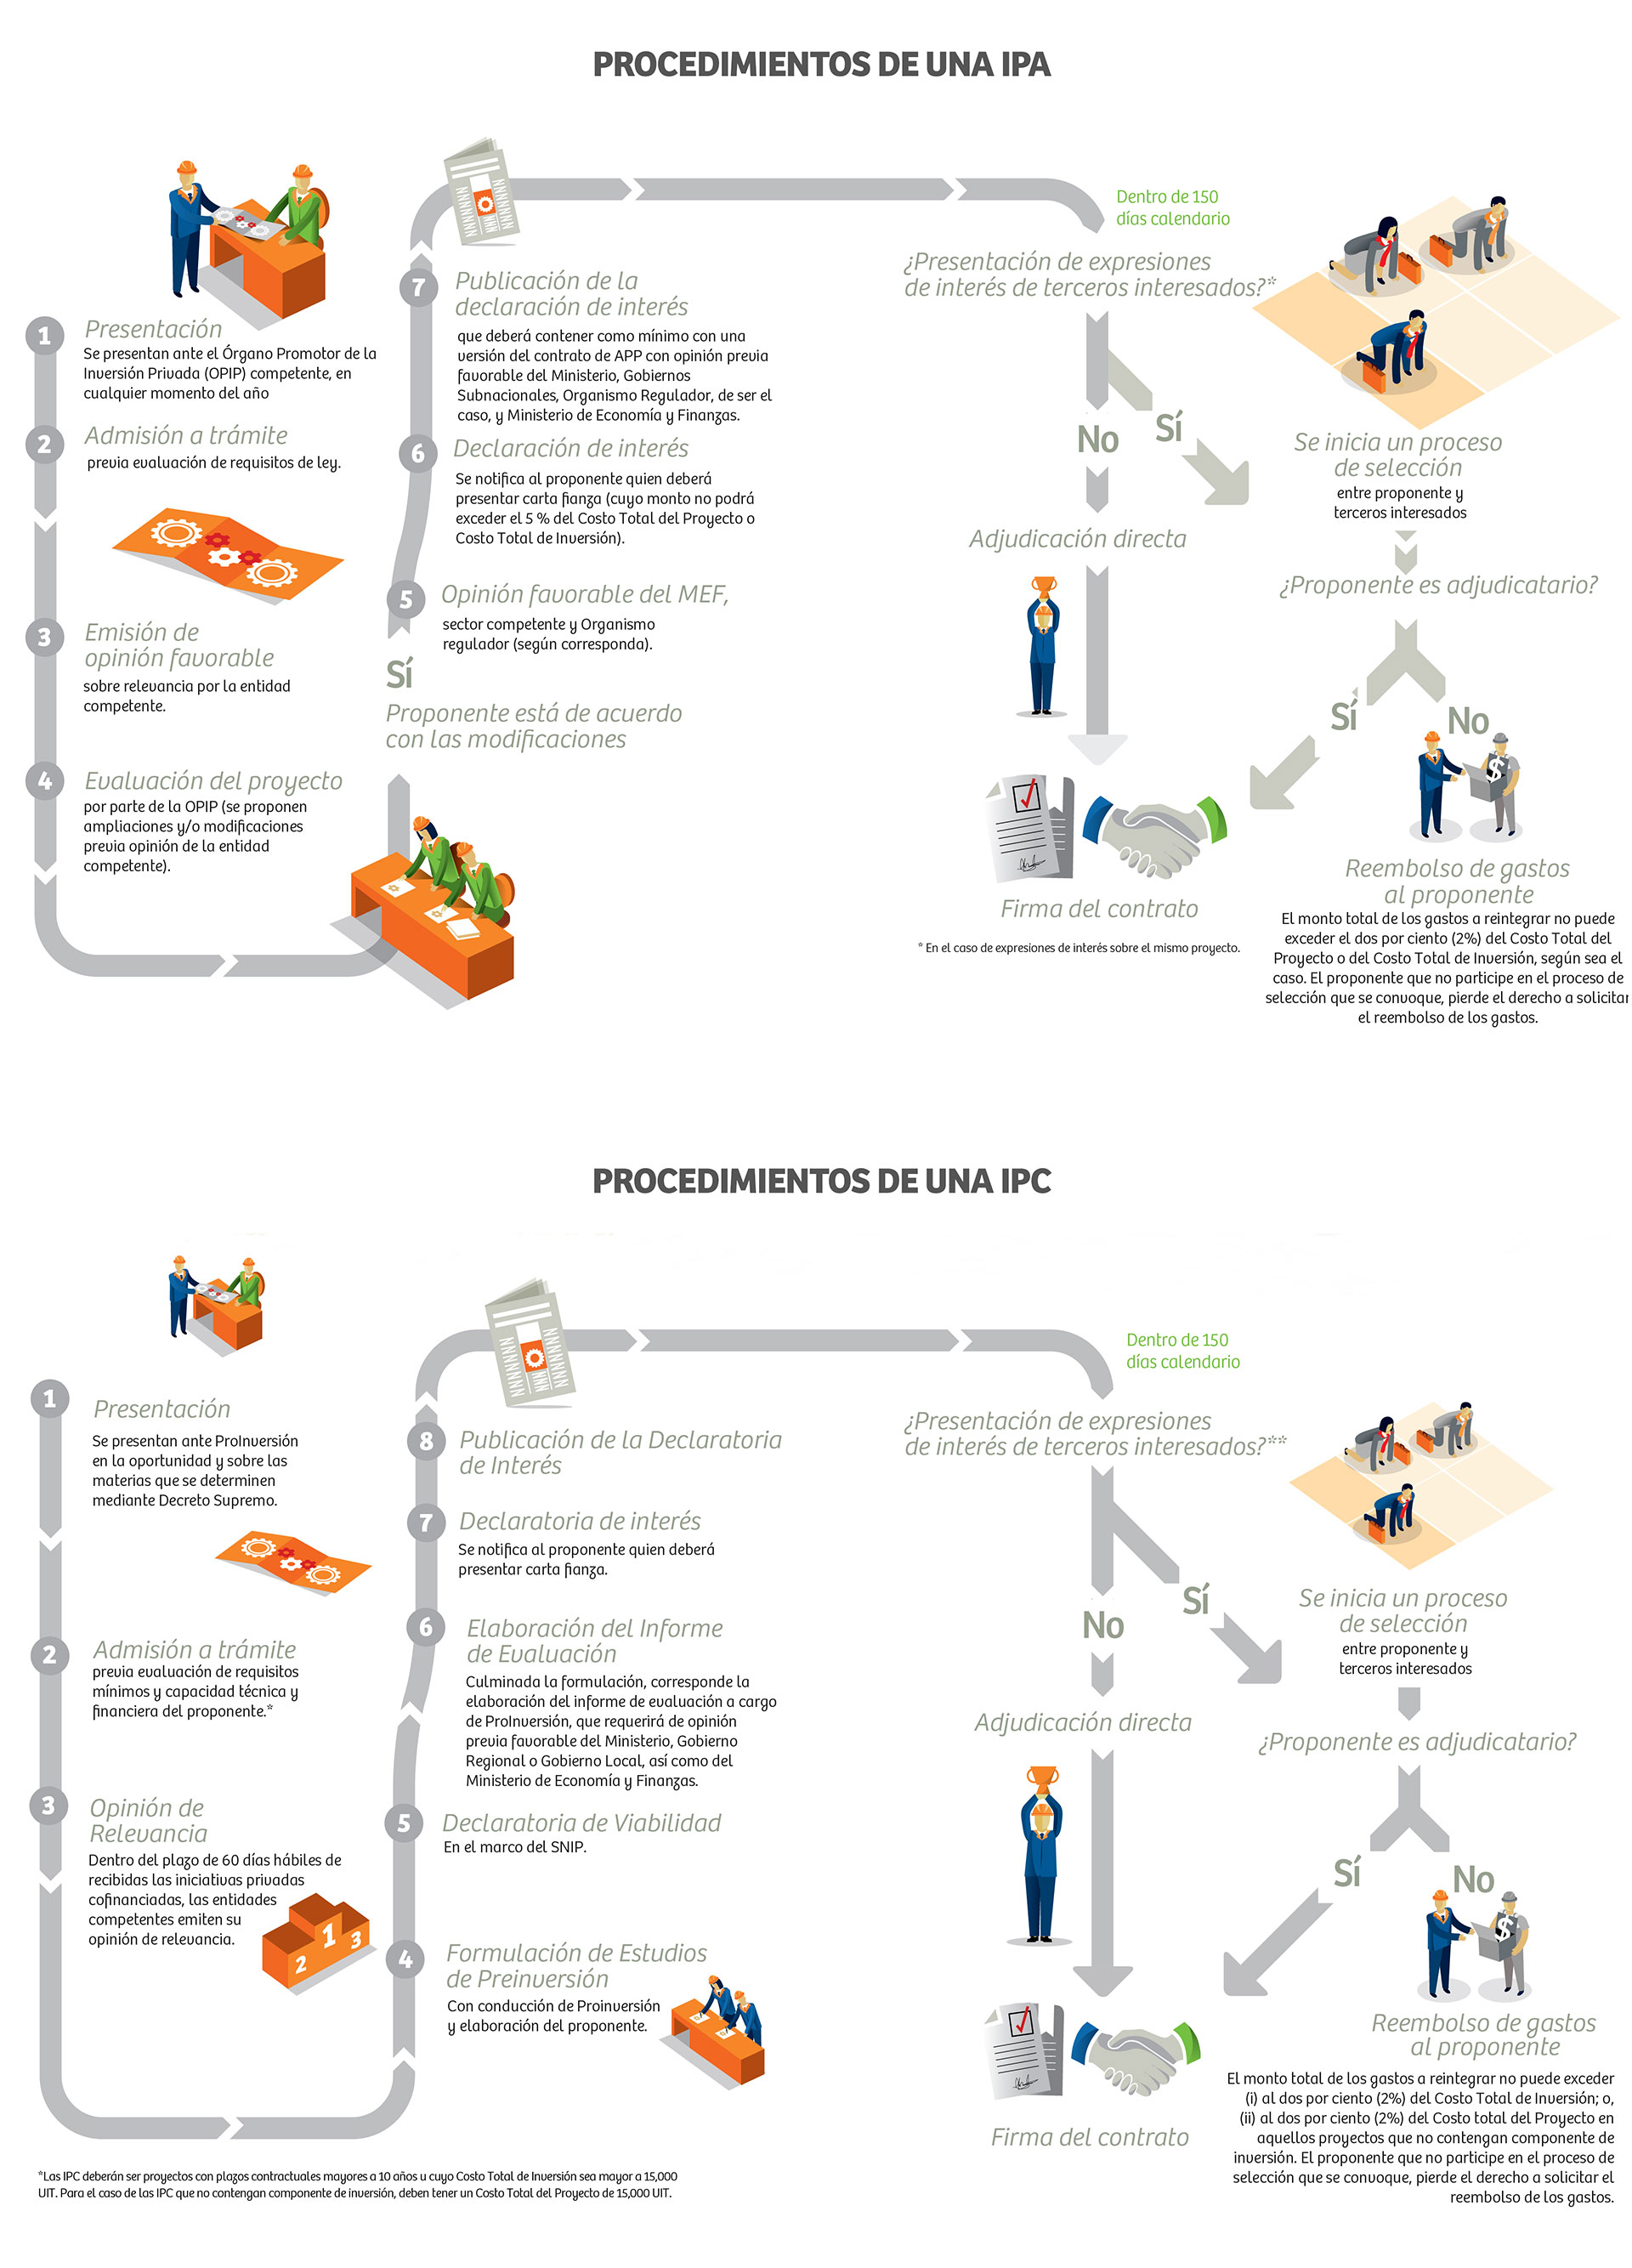 PROCEDIMIENTOS DE UNA IPA
1
Presentación
Se presentan ante el Órgano Promotor de la
Inversión Privada (OPIP) competente, en
cualquier momento del año
2
Admisión a trámite
previa evaluación de requisitos de ley.
3
Emisión de
opinión favorable
sobre relevancia por la entidad
competente.
4
Evaluación del proyecto
por parte de la OPIP (se proponen
ampliaciones y/o modificaciones
previa opinión de la entidad
competente).
7
Publicación de la
declaración de interés
que deberá contener como mínimo con una
versión del contrato de APP con opinión previa
favorable del Ministerio, Gobiernos
Subnacionales, Organismo Regulador, de ser el
caso, y Ministerio de Economía y Finanzas.
6
Declaración de interés
Se notifica al proponente quien deberá
presentar carta fianza (cuyo monto no podrá
exceder el 5 % del Costo Total del Proyecto o
Costo Total de Inversión).
5
Opinión favorable del MEF,
sector competente y Organismo
regulador (según corresponda).
Sí
Proponente está de acuerdo
con las modificaciones
Dentro de 150
días calendario
¿Presentación de expresiones
de interés de terceros interesados?*
No
Sí
Adjudicación directa
Firma del contrato
* En el caso de expresiones de interés sobre el mismo proyecto.
Se inicia un proceso
de selección
entre proponente y
terceros interesados
¿Proponente es adjudicatario?
Sí
No
$
Reembolso de gastos
al proponente
El monto total de los gastos a reintegrar no puede
exceder el dos por ciento (2%) del Costo Total del
Proyecto o del Costo Total de Inversión, según sea el
caso. El proponente que no participe en el proceso de
selección que se convoque, pierde el derecho a solicitar
el reembolso de los gastos.
PROCEDIMIENTOS DE UNA IPC
1
Presentación
Se presentan ante ProInversión
en la oportunidad y sobre las
materias que se determinen
mediante Decreto Supremo.
2
Admisión a trámite
previa evaluación de requisitos
mínimos y capacidad técnica y
financiera del proponente.*
3
Opinión de
Relevancia
Dentro del plazo de 60 días hábiles de
recibidas las iniciativas privadas
cofinanciadas, las entidades
competentes emiten su
opinión de relevancia.
2 1 3
8
Publicación de la Declaratoria
de Interés
7
Declaratoria de interés
Se notifica al proponente quien deberá
presentar carta fianza.
6
Elaboración del Informe
de Evaluación
Culminada la formulación, corresponde la
elaboración del informe de evaluación a cargo
de ProInversión, que requerirá de opinión
previa favorable del Ministerio, Gobierno
Regional o Gobierno Local, así como del
Ministerio de Economía y Finanzas.
5
Declaratoria de Viabilidad
En el marco del SNIP.
4
Formulación de Estudios
de Preinversión
Con conducción de Proinversión
y elaboración del proponente.
*Las IPC deberán ser proyectos con plazos contractuales mayores a 10 años u cuyo Costo Total de Inversión sea mayor a 15,000
UIT. Para el caso de las IPC que no contengan componente de inversión, deben tener un Costo Total del Proyecto de 15,000 UIT.
Dentro de 150
días calendario
¿Presentación de expresiones
de interés de terceros interesados?**
No
Sí
Adjudicación directa
Firma del contrato
Se inicia un proceso
de selección
entre proponente y
terceros interesados
¿Proponente es adjudicatario?
Sí
No
$
Reembolso de gastos
al proponente
El monto total de los gastos a reintegrar no puede exceder
(i) al dos por ciento (2%) del Costo Total de Inversión; o,
(ii) al dos por ciento (2%) del Costo total del Proyecto en
aquellos proyectos que no contengan componente de
inversión. El proponente que no participe en el proceso de
selección que se convoque, pierde el derecho a solicitar el
reembolso de los gastos.